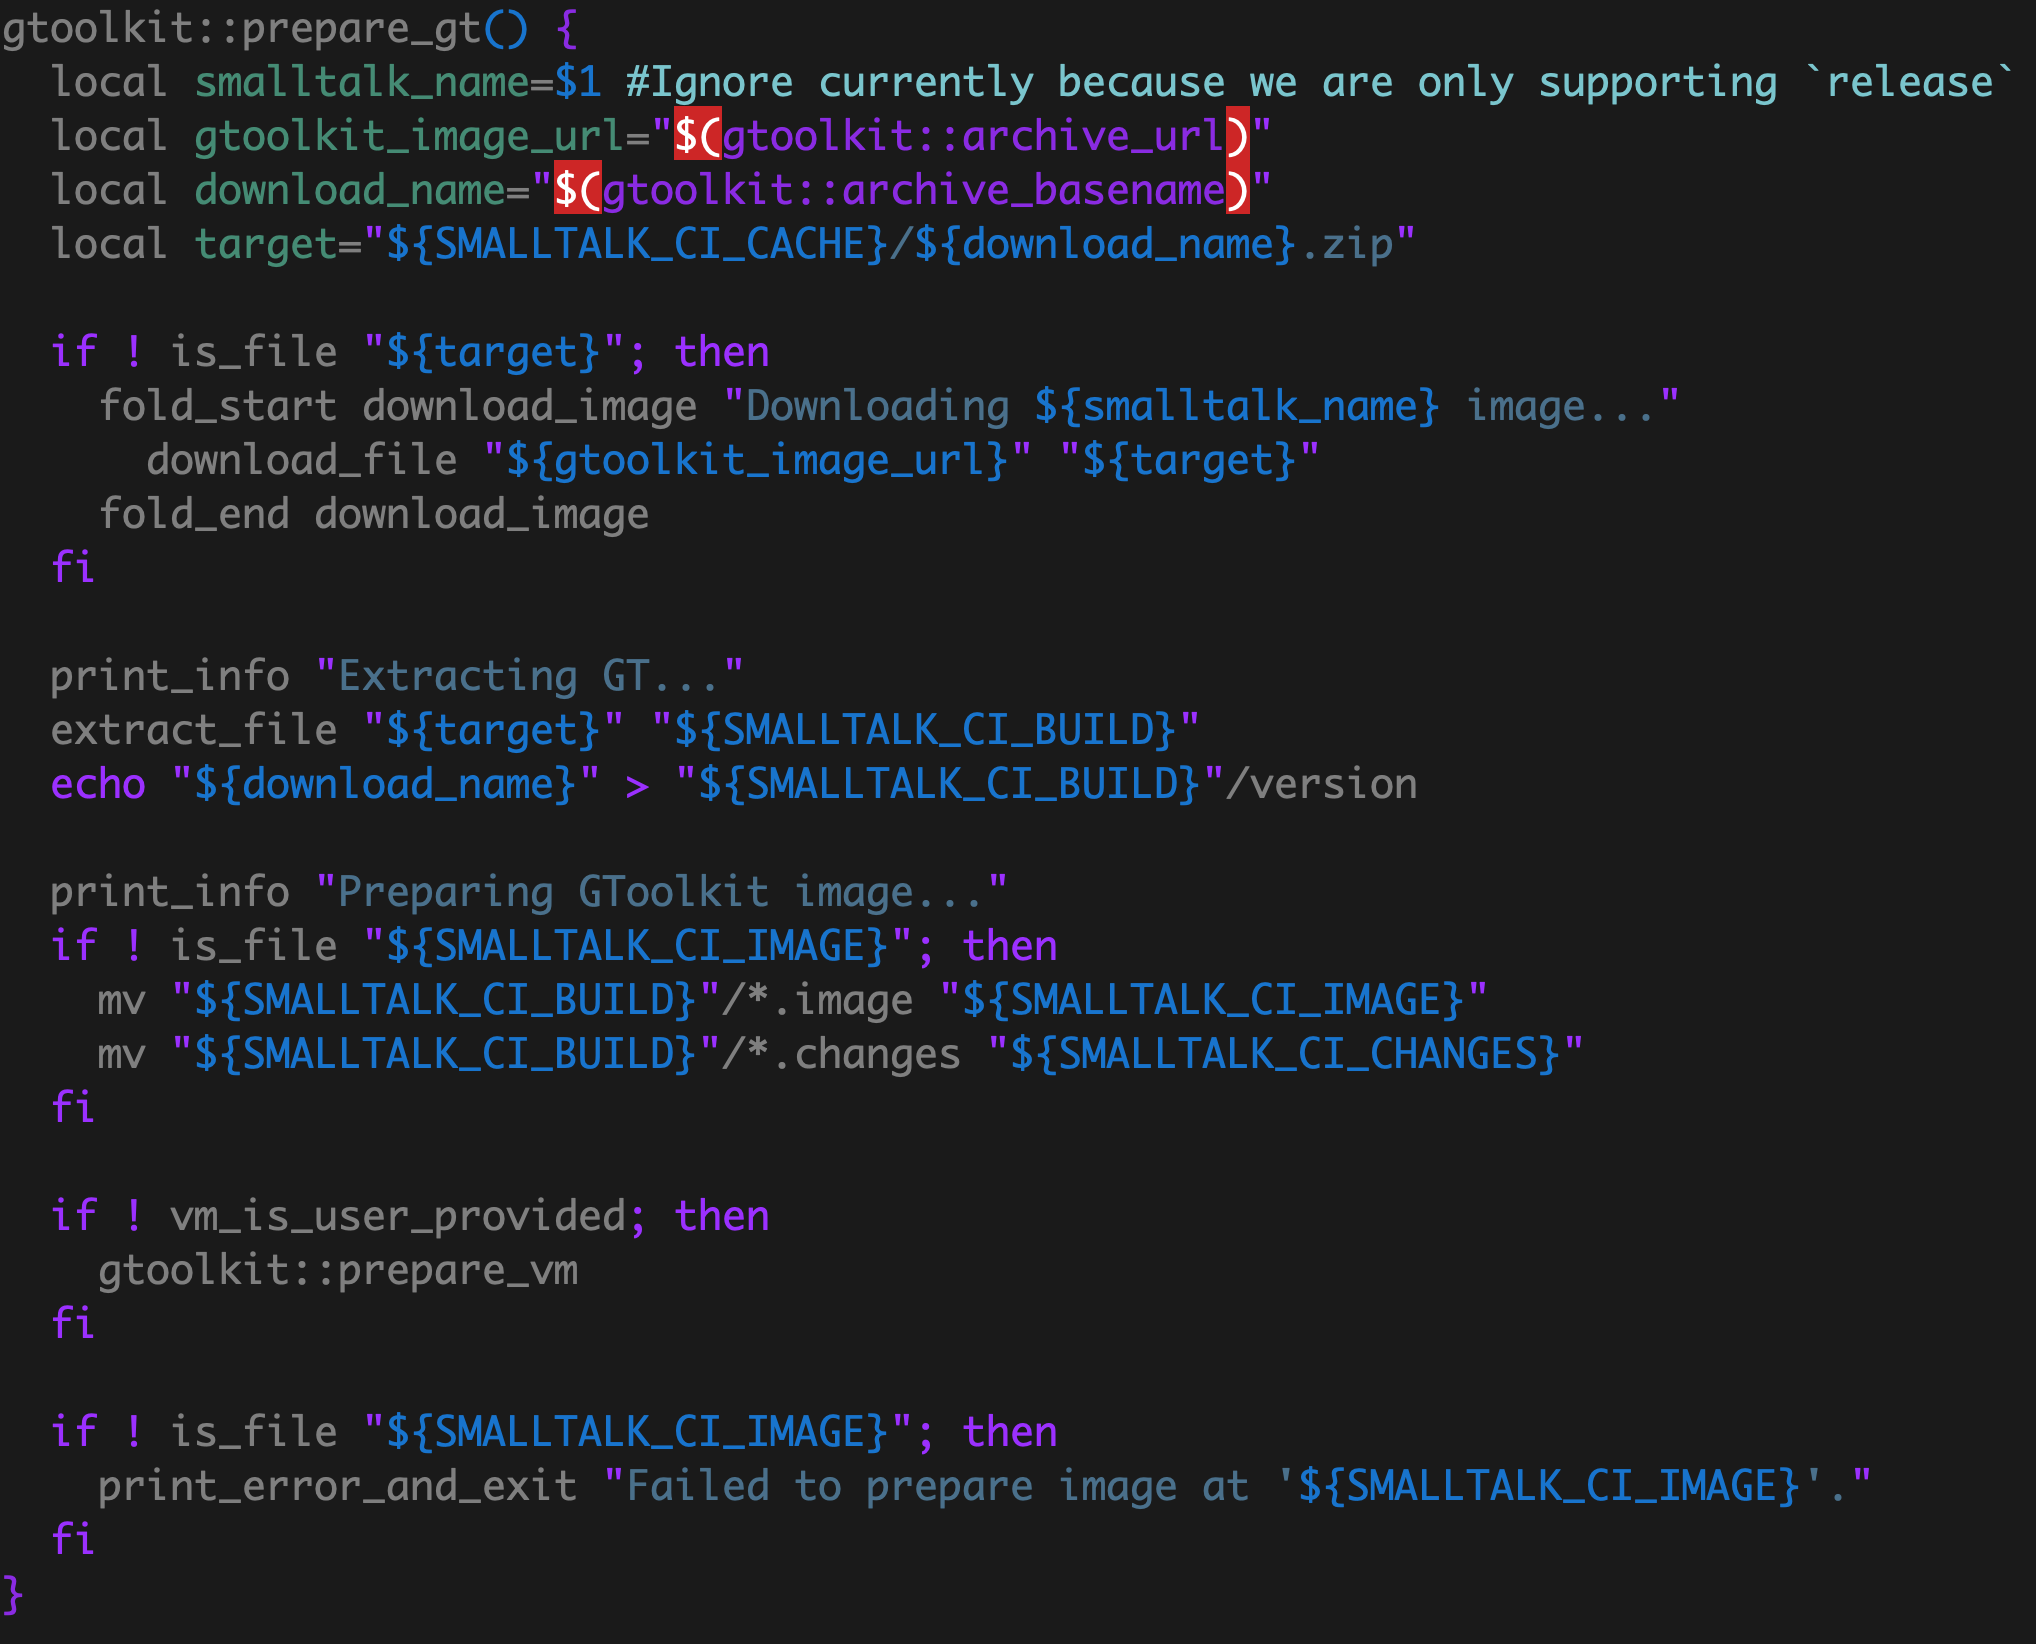 gtoolkit::prepare_gt() {
  local smalltalk_name=$1 #Ignore currently because we are only supporting `release`
  local gtoolkit_image_url="$(gtoolkit::archive_url)"
  local download_name="$(gtoolkit::archive_basename)"
  local target="${SMALLTALK_CI_CACHE}/${download_name}.zip"

  if ! is_file "${target}"; then
    fold_start download_image "Downloading ${smalltalk_name} image..."
      download_file "${gtoolkit_image_url}" "${target}"
    fold_end download_image
  fi

  print_info "Extracting GT..."
  extract_file "${target}" "${SMALLTALK_CI_BUILD}"
  echo "${download_name}" > "${SMALLTALK_CI_BUILD}"/version

  print_info "Preparing GToolkit image..."
  if ! is_file "${SMALLTALK_CI_IMAGE}"; then
    mv "${SMALLTALK_CI_BUILD}"/*.image "${SMALLTALK_CI_IMAGE}"
    mv "${SMALLTALK_CI_BUILD}"/*.changes "${SMALLTALK_CI_CHANGES}"
  fi

  if ! vm_is_user_provided; then
    gtoolkit::prepare_vm
  fi

  if ! is_file "${SMALLTALK_CI_IMAGE}"; then
    print_error_and_exit "Failed to prepare image at '${SMALLTALK_CI_IMAGE}'."
  fi
}